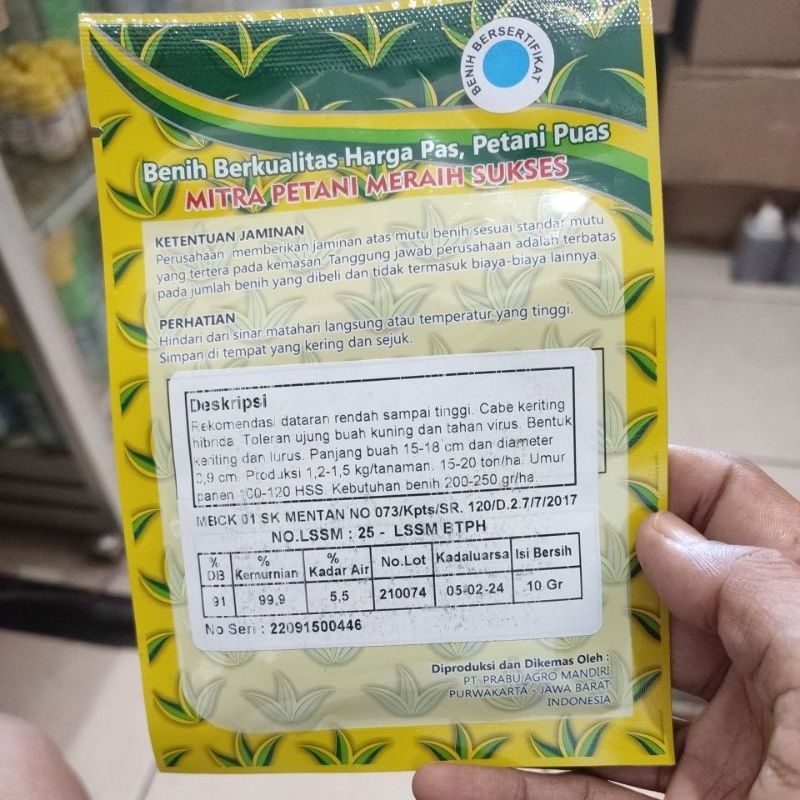 BENIH BERSERTIFIKAT
Benih Berkualitas Harga Pas, Petani Puas
MITRA PETANI MERAIH SUKSES
KETENTUAN JAMINAN
Perusahaan memberikan jaminan atas mutu benih sesuai standar mutu
yang tertera pada kemasan. Tanggung jawab perusahaan adalah terbatas
pada jumlah benih yang dibeli dan tidak termasuk biaya-biaya lainnya.
PERHATIAN
Hindari dari sinar matahari langsung atau temperatur yang tinggi.
Simpan di tempat yang kering dan sejuk.
Deskripsi
Rekomendasi dataran rendah sampai tinggi. Cabe keriting
hibrida. Toleran ujung buah kuning dan tahan virus. Bentuk
keriting dan lurus. Panjang buah 15-18 cm dan diameter
0,9 cm. Produksi 1,2-1,5 kg/tanaman. 15-20 ton/ha. Umur
panen 100-120 HSS. Kebutuhan benih 200-250 gr/ha.
MBCK 01 SK MENTAN NO 073/Kpts/SR. 120/D.2.7/7/2017
NO.LSSM : 25 - LSSM BTPH
% DB % Kemurnian % Kadar Air No.Lot Kadaluarsa Isi Bersih
91 99,9 5,5 210074 05-02-24 10 Gr
No Seri : 22091500446
Diproduksi dan Dikemas Oleh :
PT. PRABU AGRO MANDIRI
PURWAKARTA - JAWA BARAT
INDONESIA